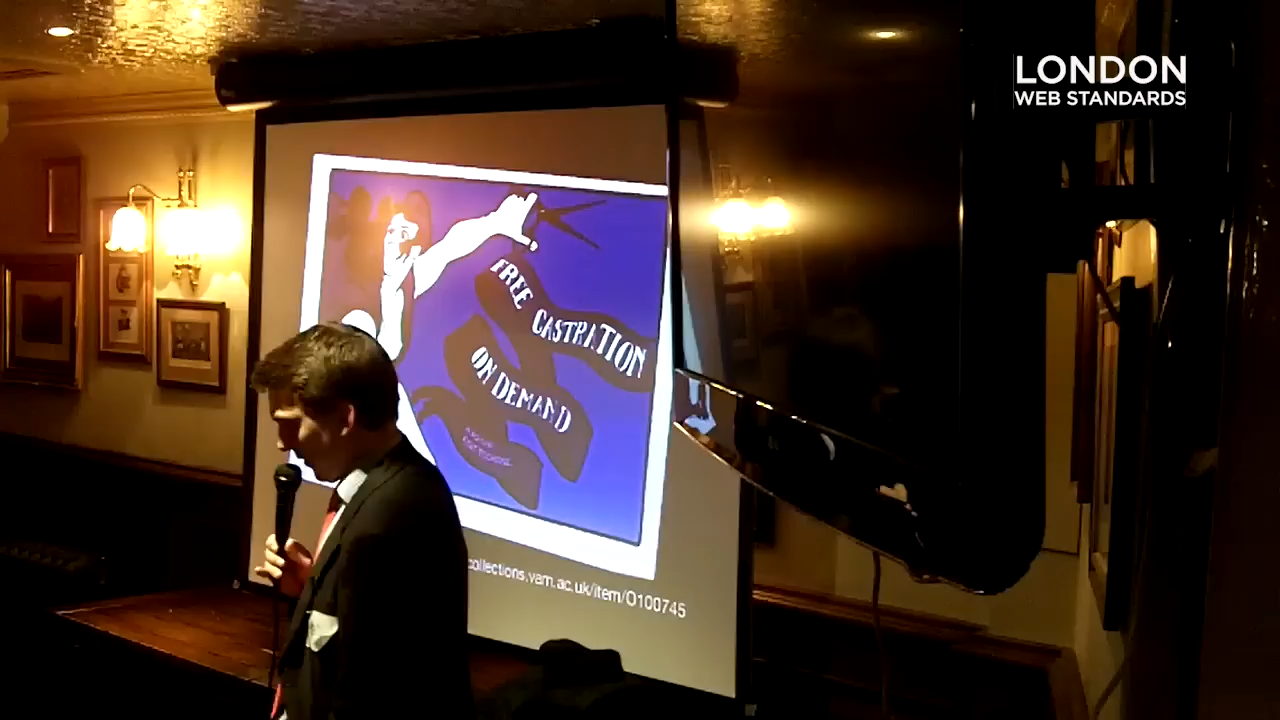 LONDON
WEB STANDARDS
FREE CASTRATION
ON DEMAND
collections.vam.ac.uk/item/O100745